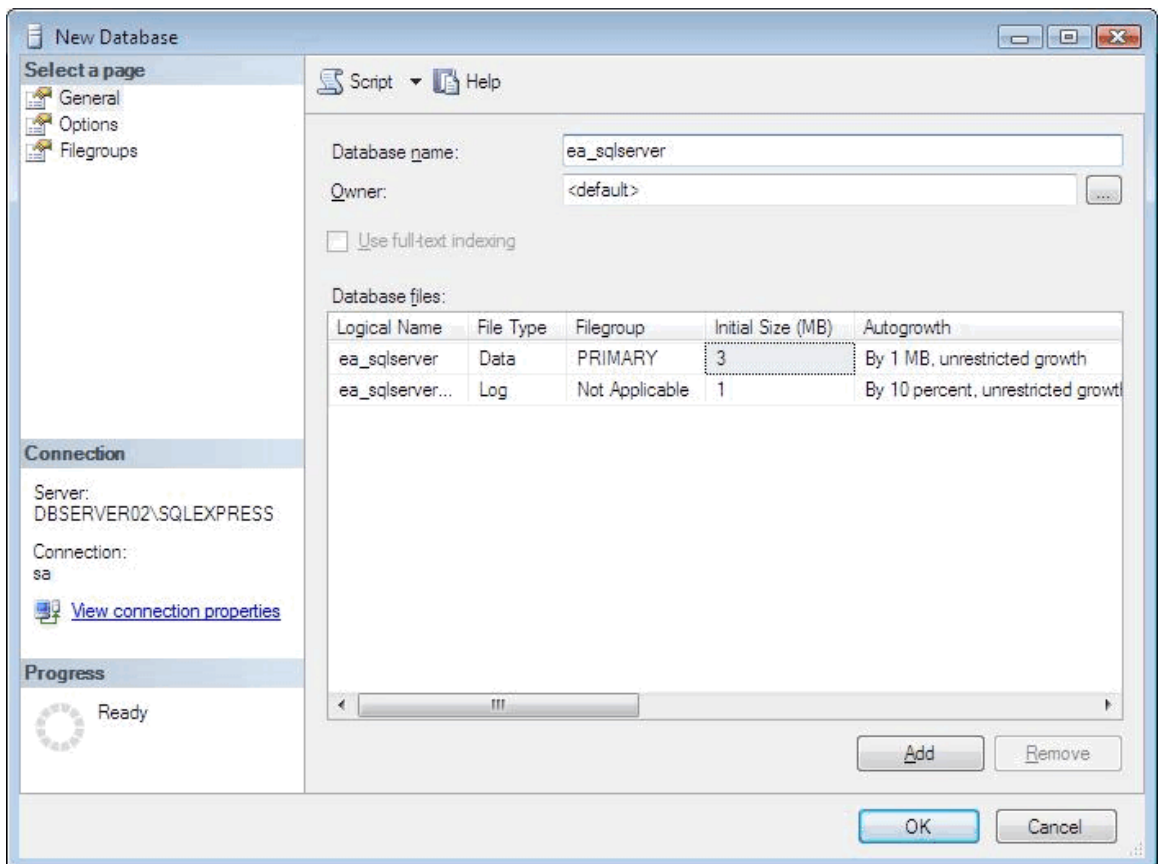 New Database
Select a page
General
Options
Filegroups
Script
Help
Database name:
ea_sqlserver
Owner:
<default>
...
Use full-text indexing
Database files:
Logical Name File Type Filegroup Initial Size (MB) Autogrowth
ea_sqlserver Data PRIMARY 3 By 1 MB, unrestricted growth
ea_sqlserver... Log Not Applicable 1 By 10 percent, unrestricted growth
Connection
Server:
DBSERVER02\SQLEXPRESS
Connection:
sa
View connection properties
Progress
Ready
Add Remove
OK Cancel